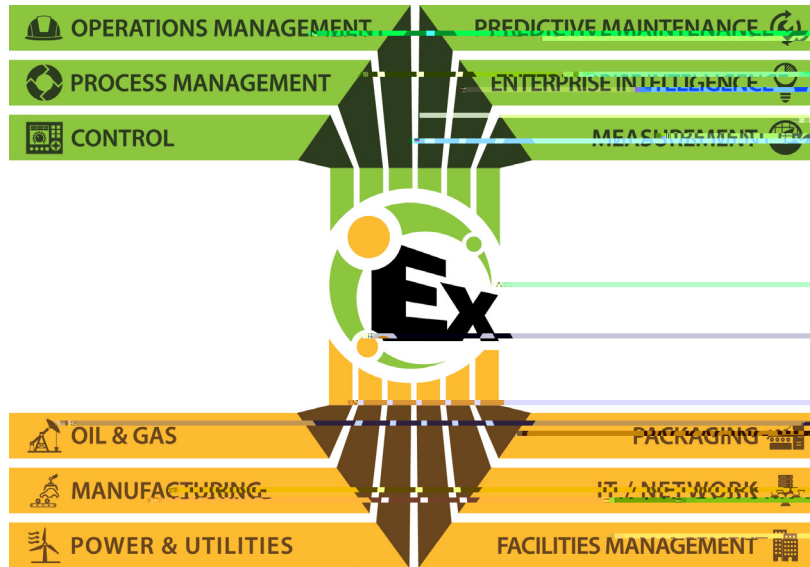 OPERATIONS MANAGEMENT
PREDICTIVE MAINTENANCE
PROCESS MANAGEMENT
ENTERPRISE INTELLIGENCE
CONTROL
MEASUREMENT
Ex
OIL & GAS
PACKAGING
MANUFACTURING
IT / NETWORK
POWER & UTILITIES
FACILITIES MANAGEMENT